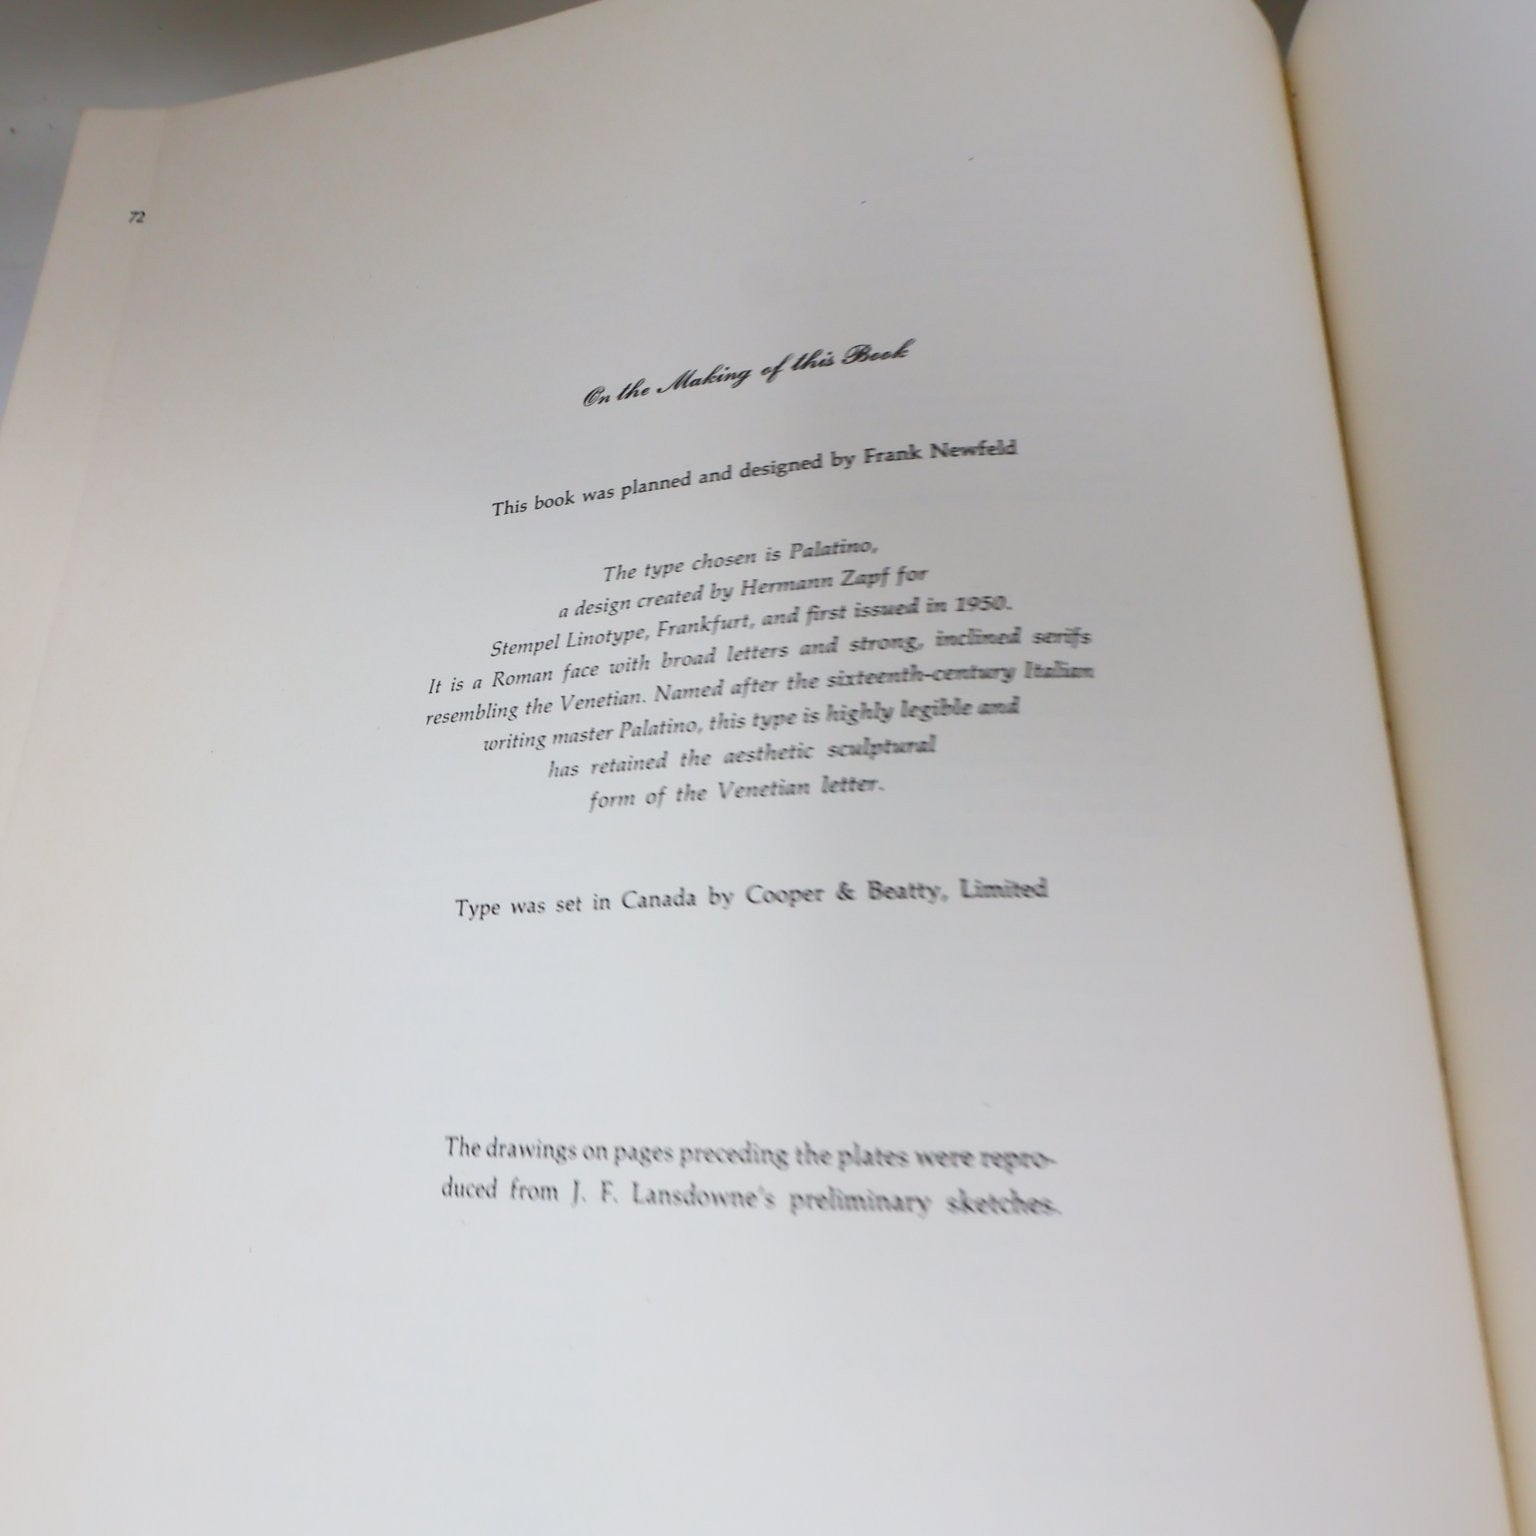 72
On the Making of this Book
This book was planned and designed by Frank Newfeld
The type chosen is Palatino,
a design created by Hermann Zapf for
Stempel Linotype, Frankfurt, and first issued in 1950.
It is a Roman face with broad letters and strong, inclined serifs
resembling the Venetian. Named after the sixteenth-century Italian
writing master Palatino, this type is highly legible and
has retained the aesthetic sculptural
form of the Venetian letter.
Type was set in Canada by Cooper & Beatty, Limited
The drawings on pages preceding the plates were repro-
duced from J. F. Lansdowne's preliminary sketches.